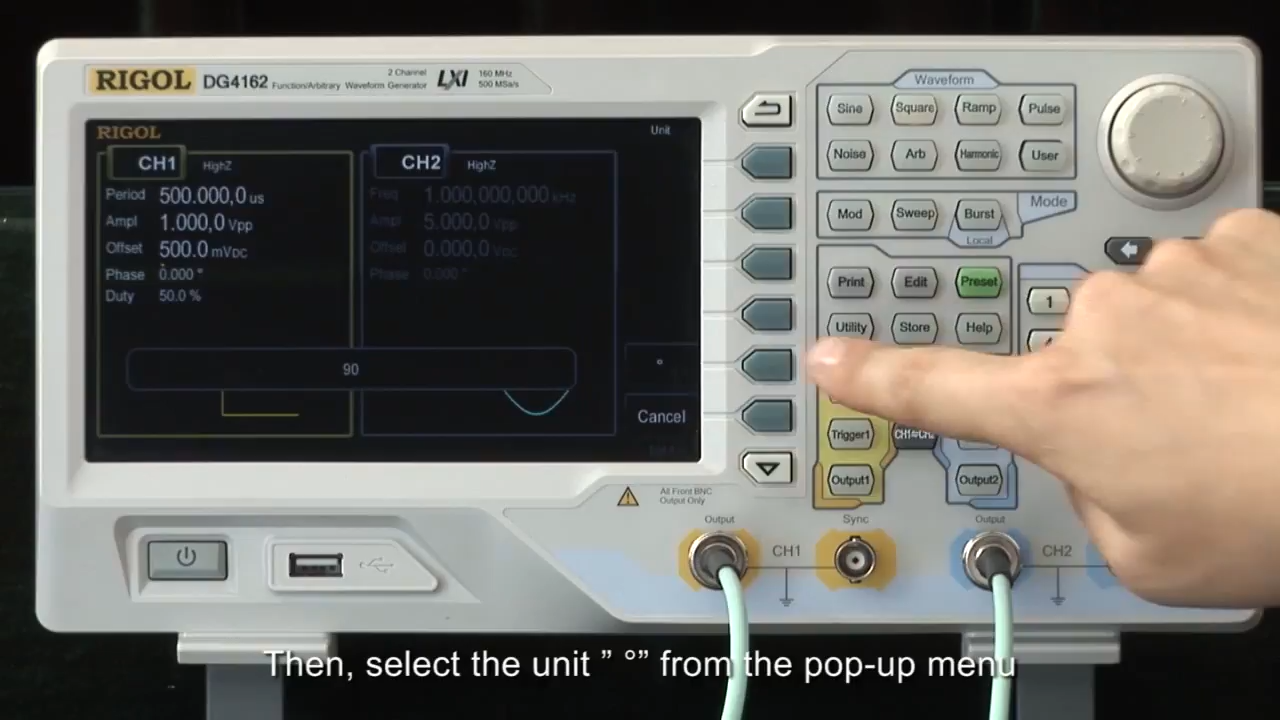 RIGOL DG4162 2 Channel Function/Arbitrary Waveform Generator LXI 160 MHz 500 MSa/s
RIGOL Unit
CH1 HighZ
Period 500.000,0 us
Ampl 1.000,0 Vpp
Offset 500.0 mVDC
Phase 0.000 °
Duty 50.0 %
CH2 HighZ
Freq 1.000,000,000 kHz
Ampl 5.000,0 Vpp
Offset 0.000,0 VDC
Phase 0.000 °
90
°
Cancel
Waveform
Sine Square Ramp Pulse
Noise Arb Harmonic User
Mod Sweep Burst Mode
Local
Print Edit Preset
Utility Store Help
1
Trigger1 CH1⇌CH2
Output1 Output2
All Front BNC
Output Only
Output Sync Output
CH1 CH2
Then, select the unit ” °” from the pop-up menu